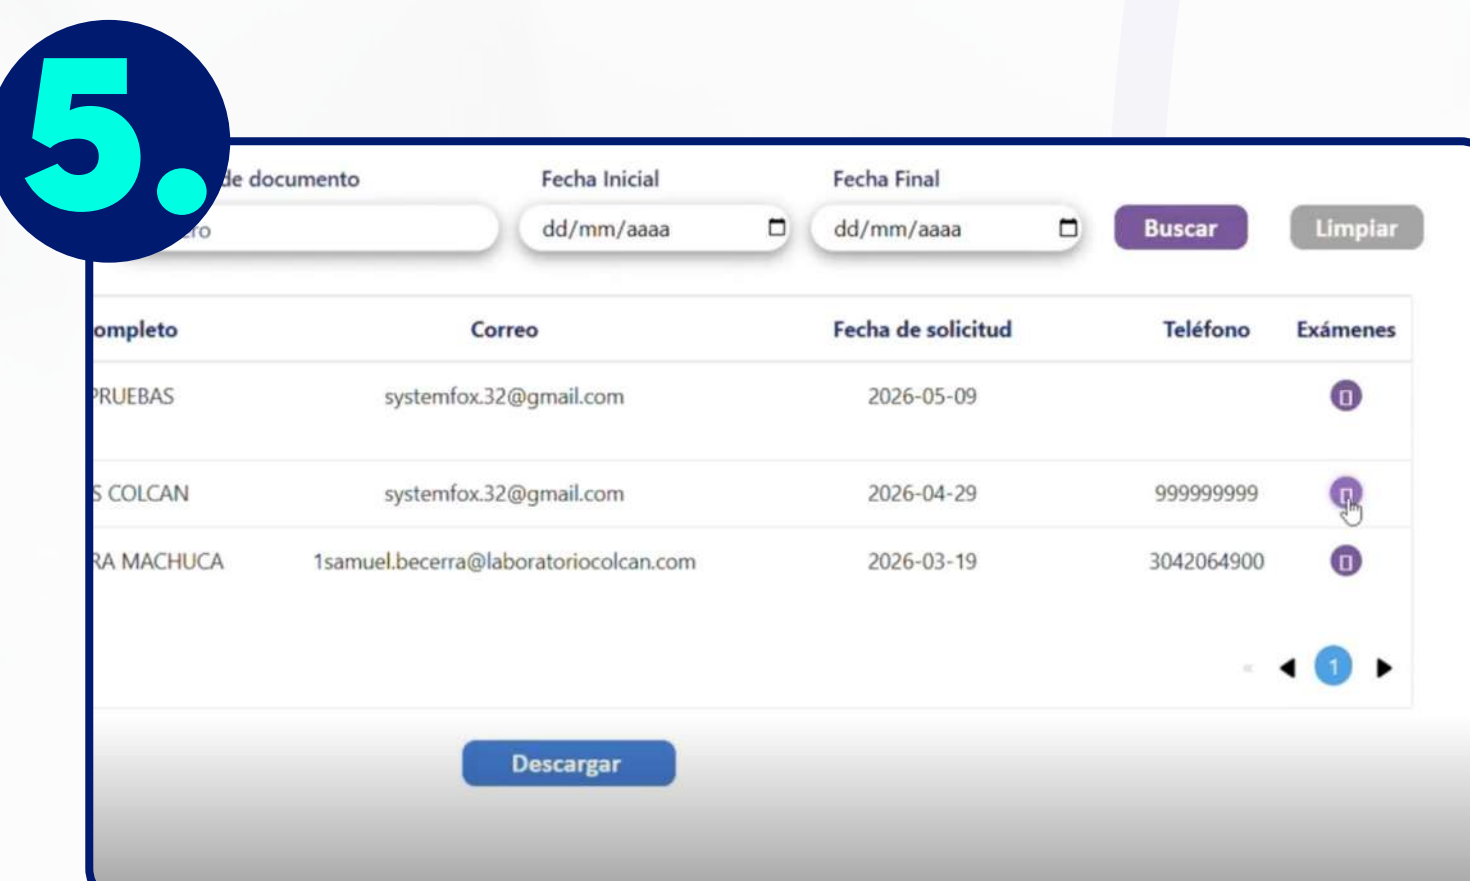 5.
de documento Fecha Inicial Fecha Final
dd/mm/aaaa dd/mm/aaaa Buscar Limpiar
ompleto Correo Fecha de solicitud Teléfono Exámenes
PRUEBAS systemfox.32@gmail.com 2026-05-09
S COLCAN systemfox.32@gmail.com 2026-04-29 999999999
RA MACHUCA 1samuel.becerra@laboratoriocolcan.com 2026-03-19 3042064900
« 1
Descargar